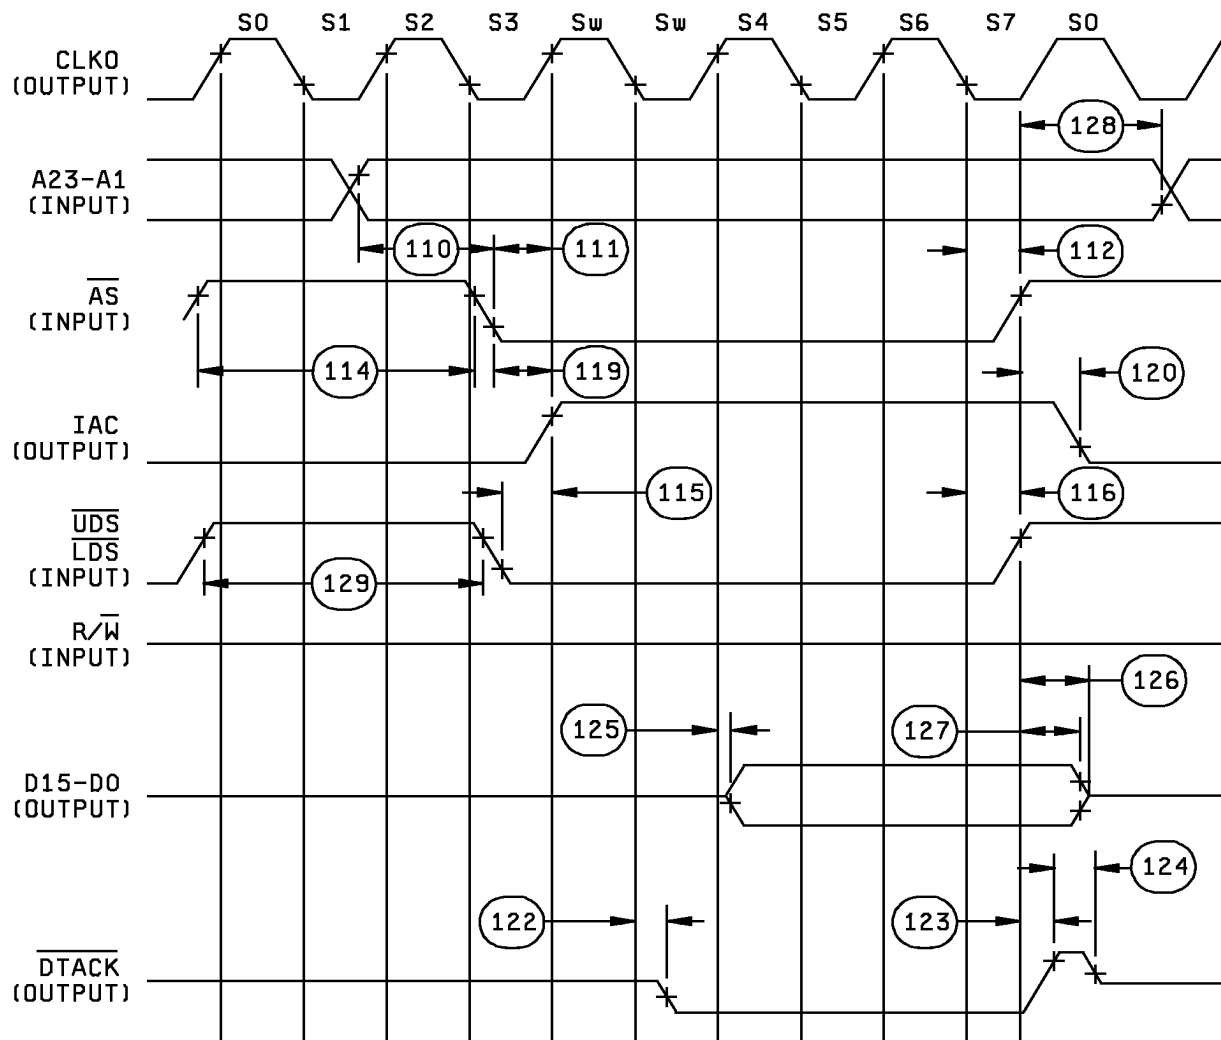 S0 S1 S2 S3 Sw Sw S4 S5 S6 S7 S0
CLKO
(OUTPUT)
128
A23-A1
(INPUT)
110 111 112
AS
(INPUT)
114 119 120
IAC
(OUTPUT)
115 116
UDS
LDS
(INPUT)
129
R/W
(INPUT)
126
125 127
D15-D0
(OUTPUT)
124
122 123
DTACK
(OUTPUT)